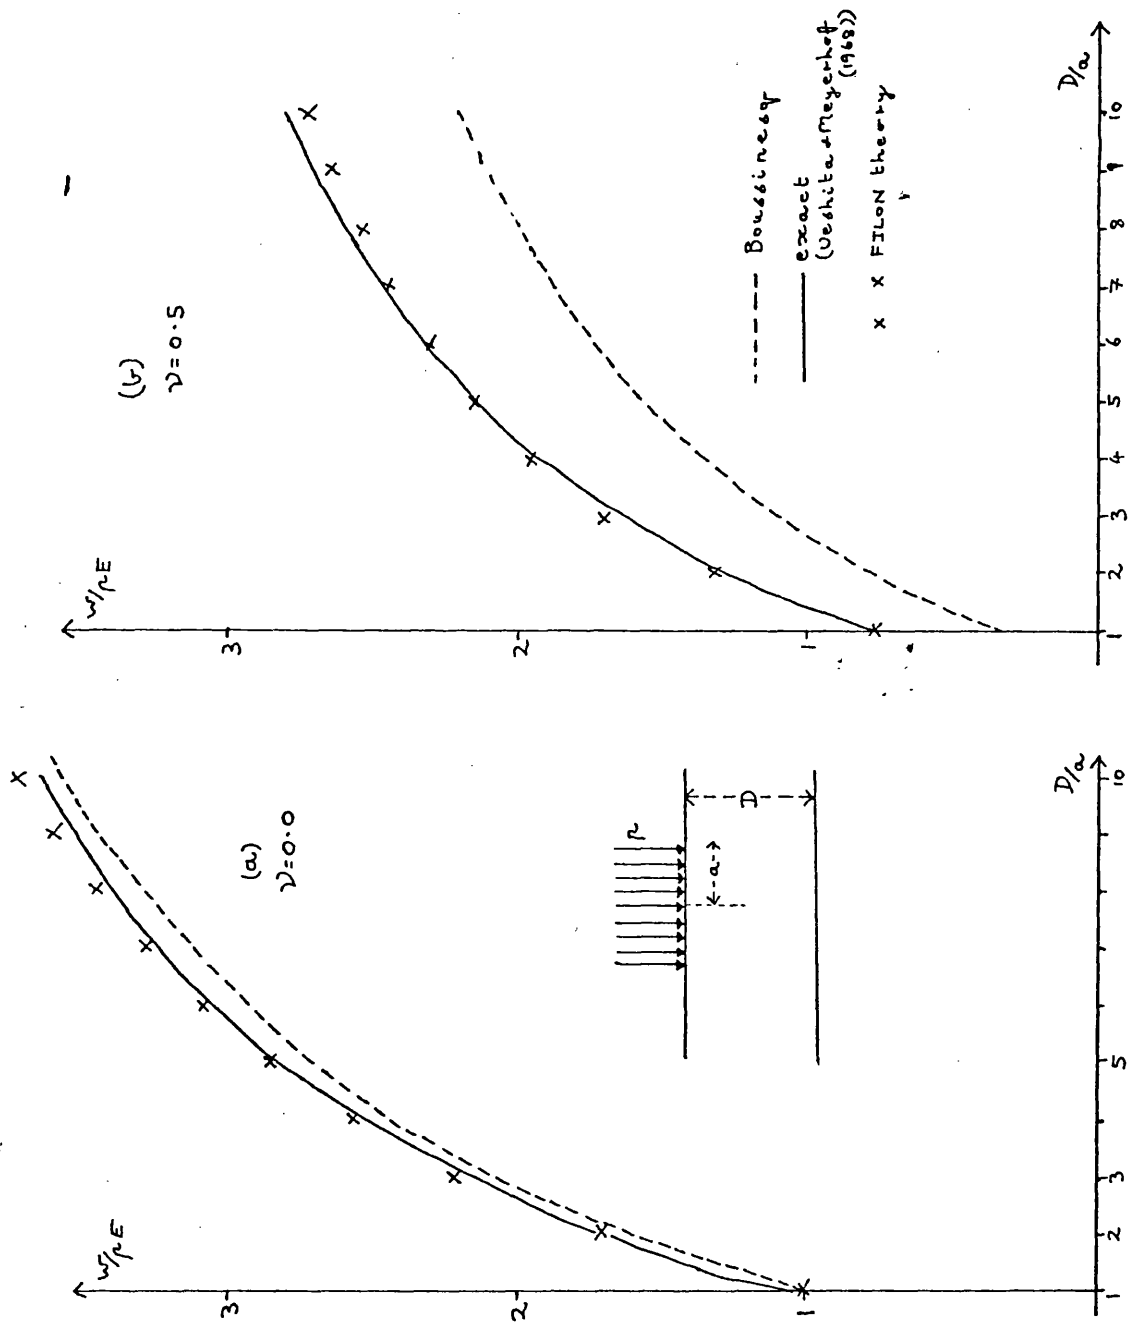 w/pE
(a)
ν=0.0
3
2
1
p
←-a-→
D
1
2
3
5
10
D/a
w/pE
(b)
ν=0.5
3
2
1
Boussinesq
exact
(Ueshita & Meyerhof
(1968))
x x FILON theory
1
2
3
4
5
6
7
8
9
10
D/a